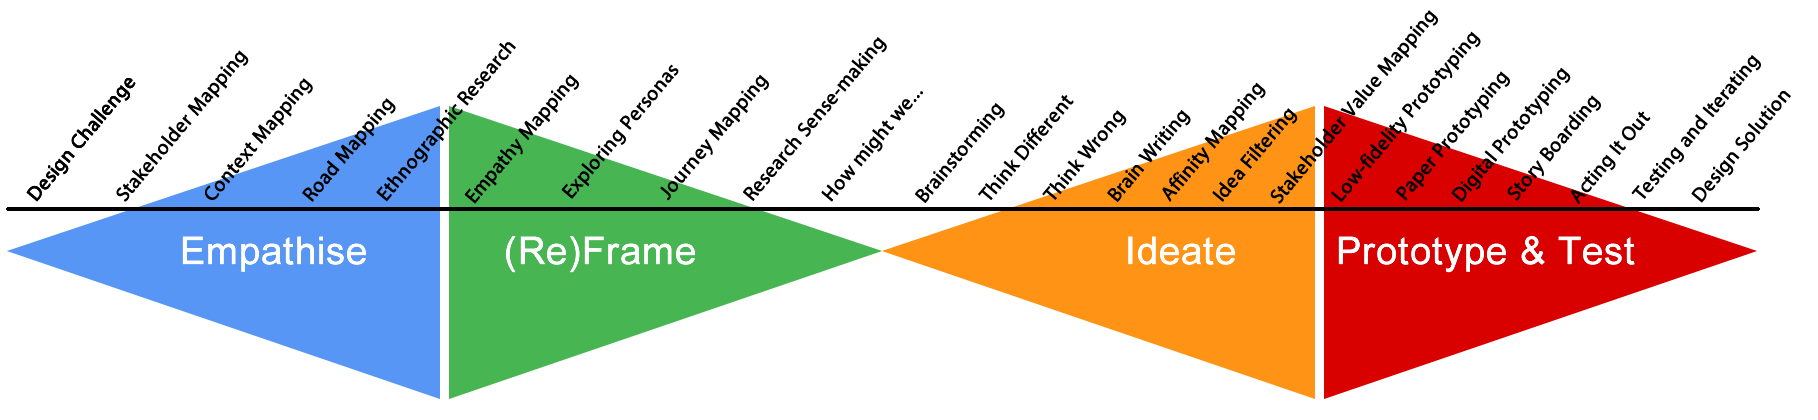 Design Challenge
Stakeholder Mapping
Context Mapping
Road Mapping
Ethnographic Research
Empathy Mapping
Exploring Personas
Journey Mapping
Research Sense-making
How might we...
Brainstorming
Think Different
Think Wrong
Brain Writing
Affinity Mapping
Idea Filtering
Stakeholder Value Mapping
Low-fidelity Prototyping
Paper Prototyping
Digital Prototyping
Story Boarding
Acting It Out
Testing and Iterating
Design Solution
Empathise
(Re)Frame
Ideate
Prototype & Test